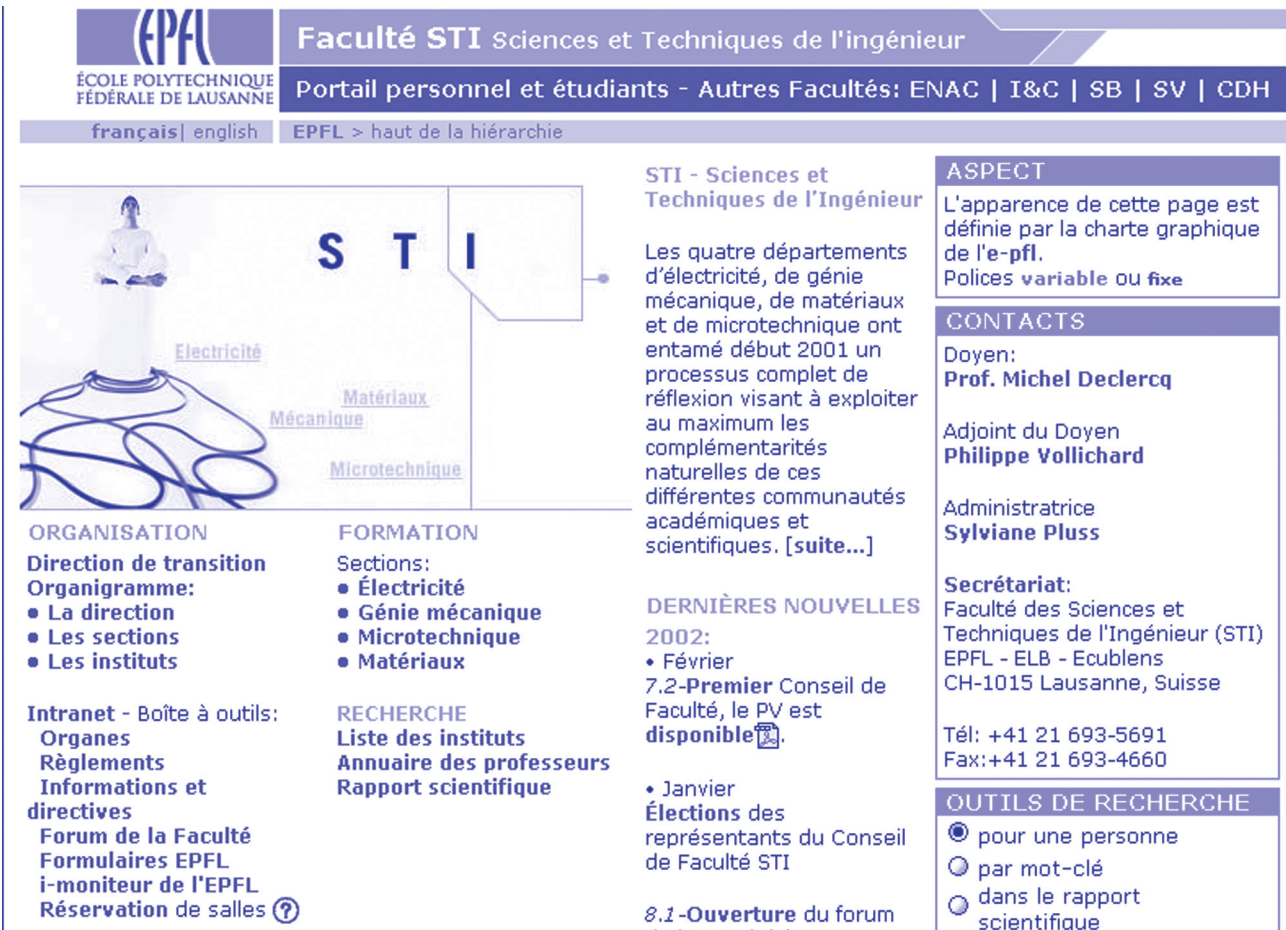 EPFL
ÉCOLE POLYTECHNIQUE
FÉDÉRALE DE LAUSANNE
Faculté STI Sciences et Techniques de l'ingénieur
Portail personnel et étudiants - Autres Facultés: ENAC | I&C | SB | SV | CDH
français| english
EPFL > haut de la hiérarchie
S T I
Electricité
Matériaux
Mécanique
Microtechnique
ORGANISATION
Direction de transition
Organigramme:
• La direction
• Les sections
• Les instituts
Intranet - Boîte à outils:
Organes
Règlements
Informations et
directives
Forum de la Faculté
Formulaires EPFL
i-moniteur de l'EPFL
Réservation de salles ?
FORMATION
Sections:
• Électricité
• Génie mécanique
• Microtechnique
• Matériaux
RECHERCHE
Liste des instituts
Annuaire des professeurs
Rapport scientifique
STI - Sciences et
Techniques de l’Ingénieur
Les quatre départements
d’électricité, de génie
mécanique, de matériaux
et de microtechnique ont
entamé début 2001 un
processus complet de
réflexion visant à exploiter
au maximum les
complémentarités
naturelles de ces
différentes communautés
académiques et
scientifiques. [suite...]
DERNIÈRES NOUVELLES
2002:
• Février
7.2-Premier Conseil de
Faculté, le PV est
disponible.
• Janvier
Élections des
représentants du Conseil
de Faculté STI
8.1-Ouverture du forum
ASPECT
L'apparence de cette page est
définie par la charte graphique
de l'e-pfl.
Polices variable ou fixe
CONTACTS
Doyen:
Prof. Michel Declercq
Adjoint du Doyen
Philippe Vollichard
Administratrice
Sylviane Pluss
Secrétariat:
Faculté des Sciences et
Techniques de l'Ingénieur (STI)
EPFL - ELB - Ecublens
CH-1015 Lausanne, Suisse
Tél: +41 21 693-5691
Fax:+41 21 693-4660
OUTILS DE RECHERCHE
pour une personne
par mot-clé
dans le rapport
scientifique